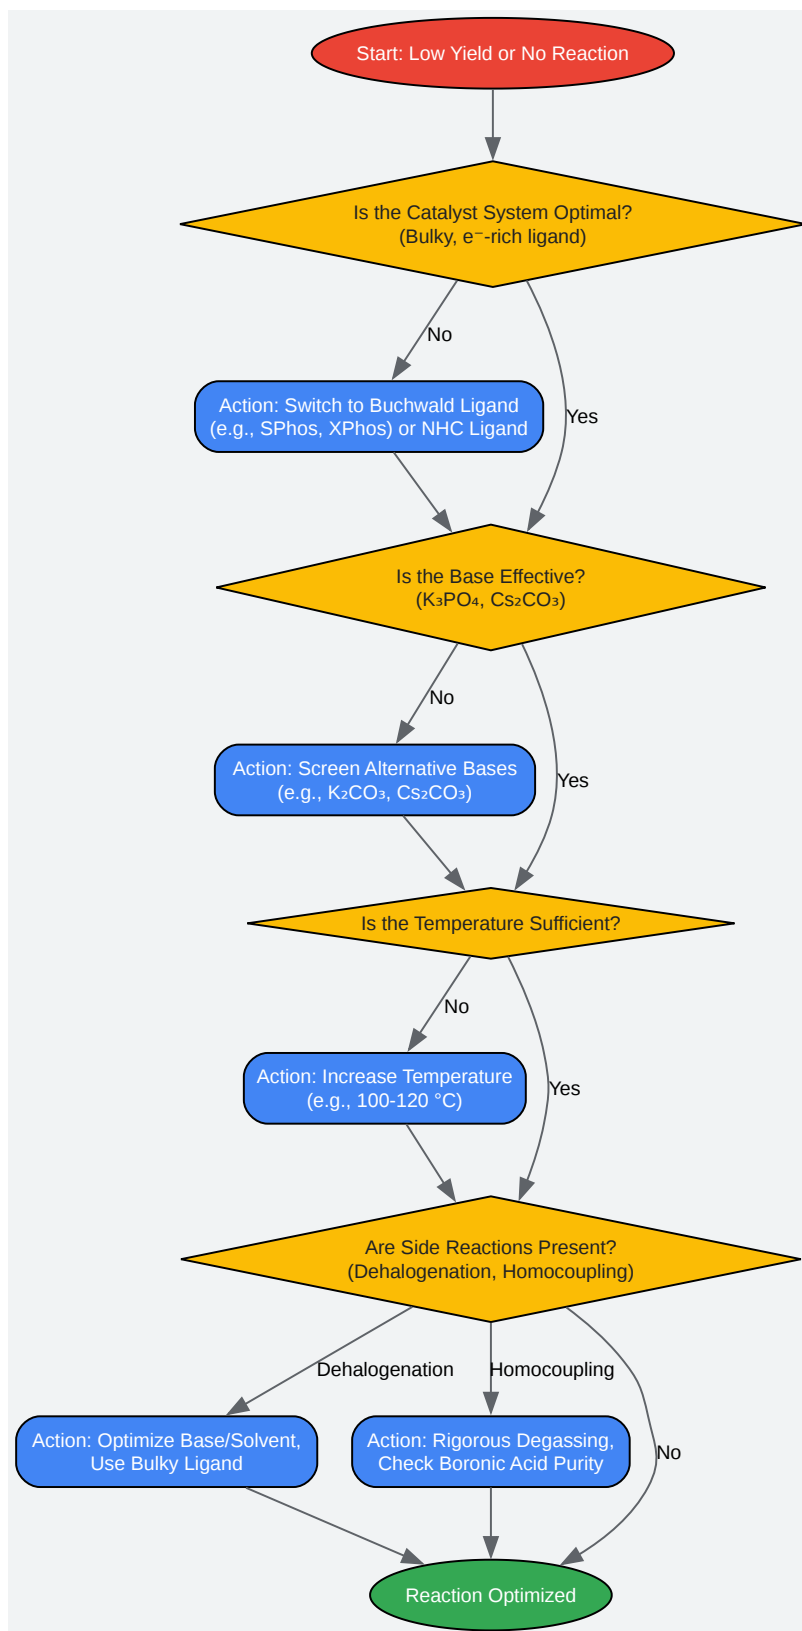 Start: Low Yield or No Reaction
Is the Catalyst System Optimal?
(Bulky, e⁻-rich ligand)
No
Yes
Action: Switch to Buchwald Ligand
(e.g., SPhos, XPhos) or NHC Ligand
Is the Base Effective?
(K₃PO₄, Cs₂CO₃)
No
Yes
Action: Screen Alternative Bases
(e.g., K₂CO₃, Cs₂CO₃)
Is the Temperature Sufficient?
No
Yes
Action: Increase Temperature
(e.g., 100-120 °C)
Are Side Reactions Present?
(Dehalogenation, Homocoupling)
Dehalogenation
Homocoupling
No
Action: Optimize Base/Solvent,
Use Bulky Ligand
Action: Rigorous Degassing,
Check Boronic Acid Purity
Reaction Optimized